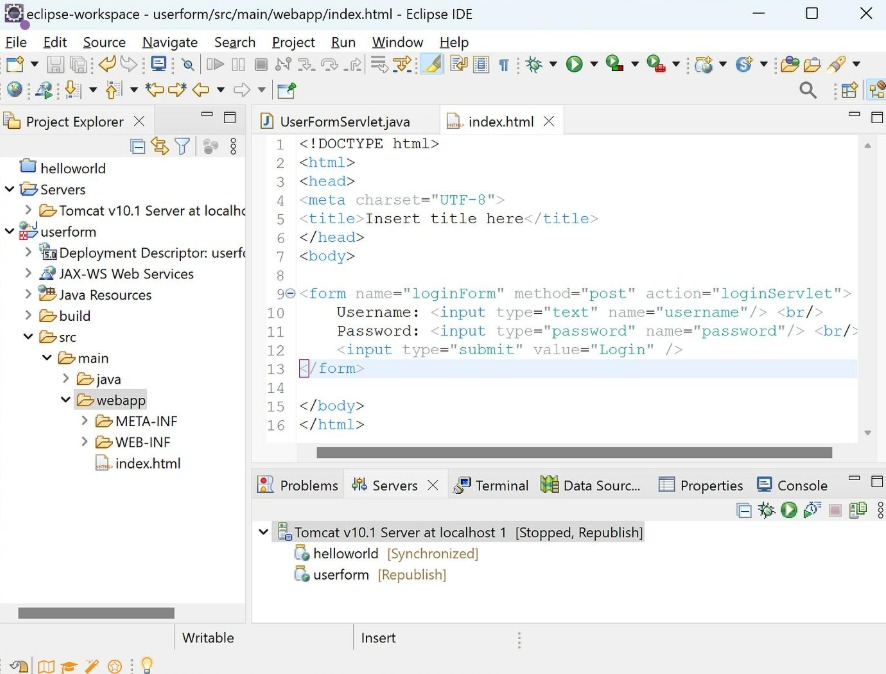 eclipse-workspace - userform/src/main/webapp/index.html - Eclipse IDE
File Edit Source Navigate Search Project Run Window Help
Project Explorer
helloworld
Servers
Tomcat v10.1 Server at localh
userform
Deployment Descriptor: userf
JAX-WS Web Services
Java Resources
build
src
main
java
webapp
META-INF
WEB-INF
index.html
UserFormServlet.java index.html
1 <!DOCTYPE html>
2 <html>
3 <head>
4 <meta charset="UTF-8">
5 <title>Insert title here</title>
6 </head>
7 <body>
8
9 <form name="loginForm" method="post" action="loginServlet">
10 Username: <input type="text" name="username"/> <br/>
11 Password: <input type="password" name="password"/> <br/>
12 <input type="submit" value="Login" />
13 </form>
14
15 </body>
16 </html>
Problems Servers Terminal Data Sourc... Properties Console
Tomcat v10.1 Server at localhost 1 [Stopped, Republish]
helloworld [Synchronized]
userform [Republish]
Writable Insert